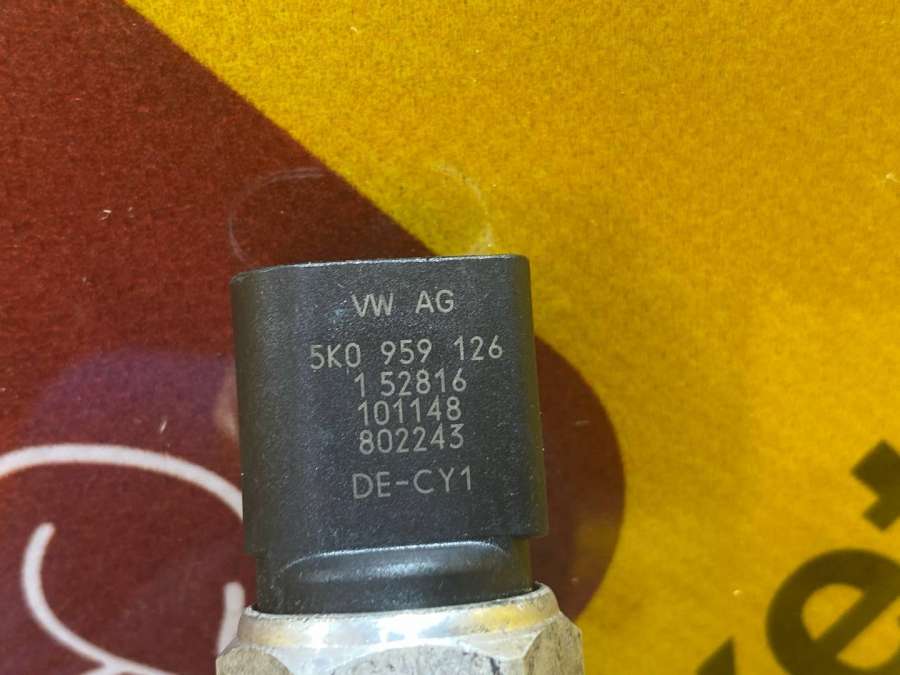 VW AG
5K0 959 126
1 52816
101148
802243
DE-CY1